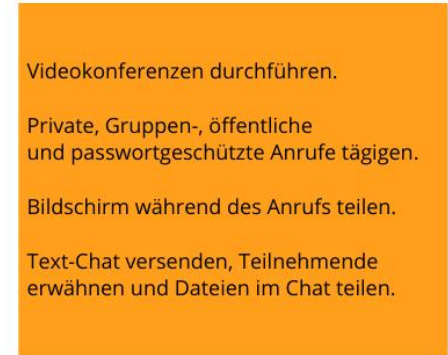 Videokonferenzen durchführen.
Private, Gruppen-, öffentliche
und passwortgeschützte Anrufe tägigen.
Bildschirm während des Anrufs teilen.
Text-Chat versenden, Teilnehmende
erwähnen und Dateien im Chat teilen.